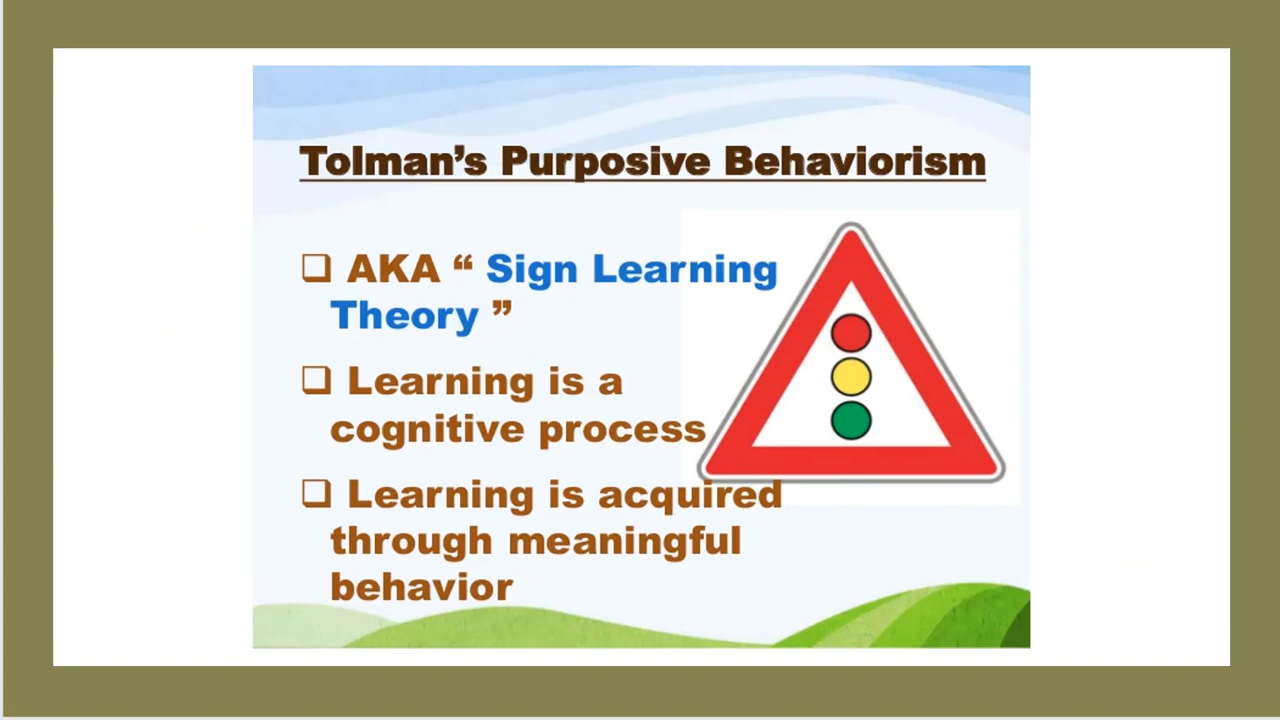 Tolman’s Purposive Behaviorism
❑ AKA “ Sign Learning
Theory ”
❑ Learning is a
cognitive process
❑ Learning is acquired
through meaningful
behavior